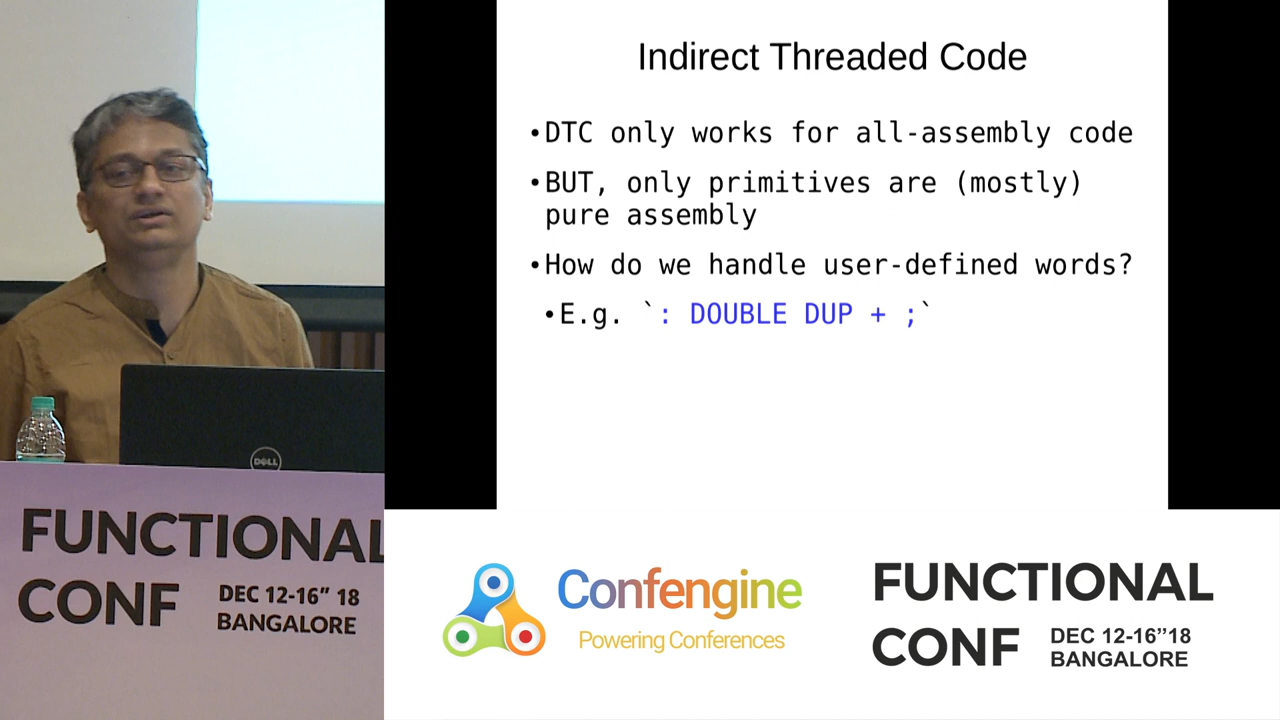 Indirect Threaded Code
•DTC only works for all-assembly code
•BUT, only primitives are (mostly)
pure assembly
•How do we handle user-defined words?
•E.g. `: DOUBLE DUP + ;`
DELL
FUNCTIONAL
CONF
DEC 12-16” 18
BANGALORE
Confengine
Powering Conferences
FUNCTIONAL
CONF
DEC 12-16”18
BANGALORE